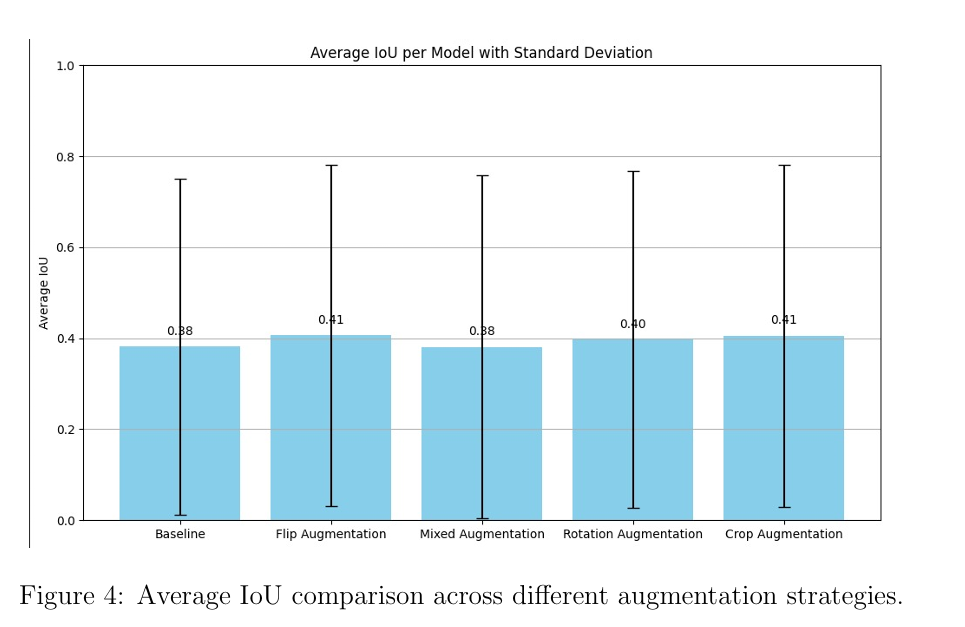 Average IoU per Model with Standard Deviation
1.0
0.8
0.6
0.4
0.2
0.0
Average IoU
0.38
0.41
0.38
0.40
0.41
Baseline
Flip Augmentation
Mixed Augmentation
Rotation Augmentation
Crop Augmentation
Figure 4: Average IoU comparison across different augmentation strategies.